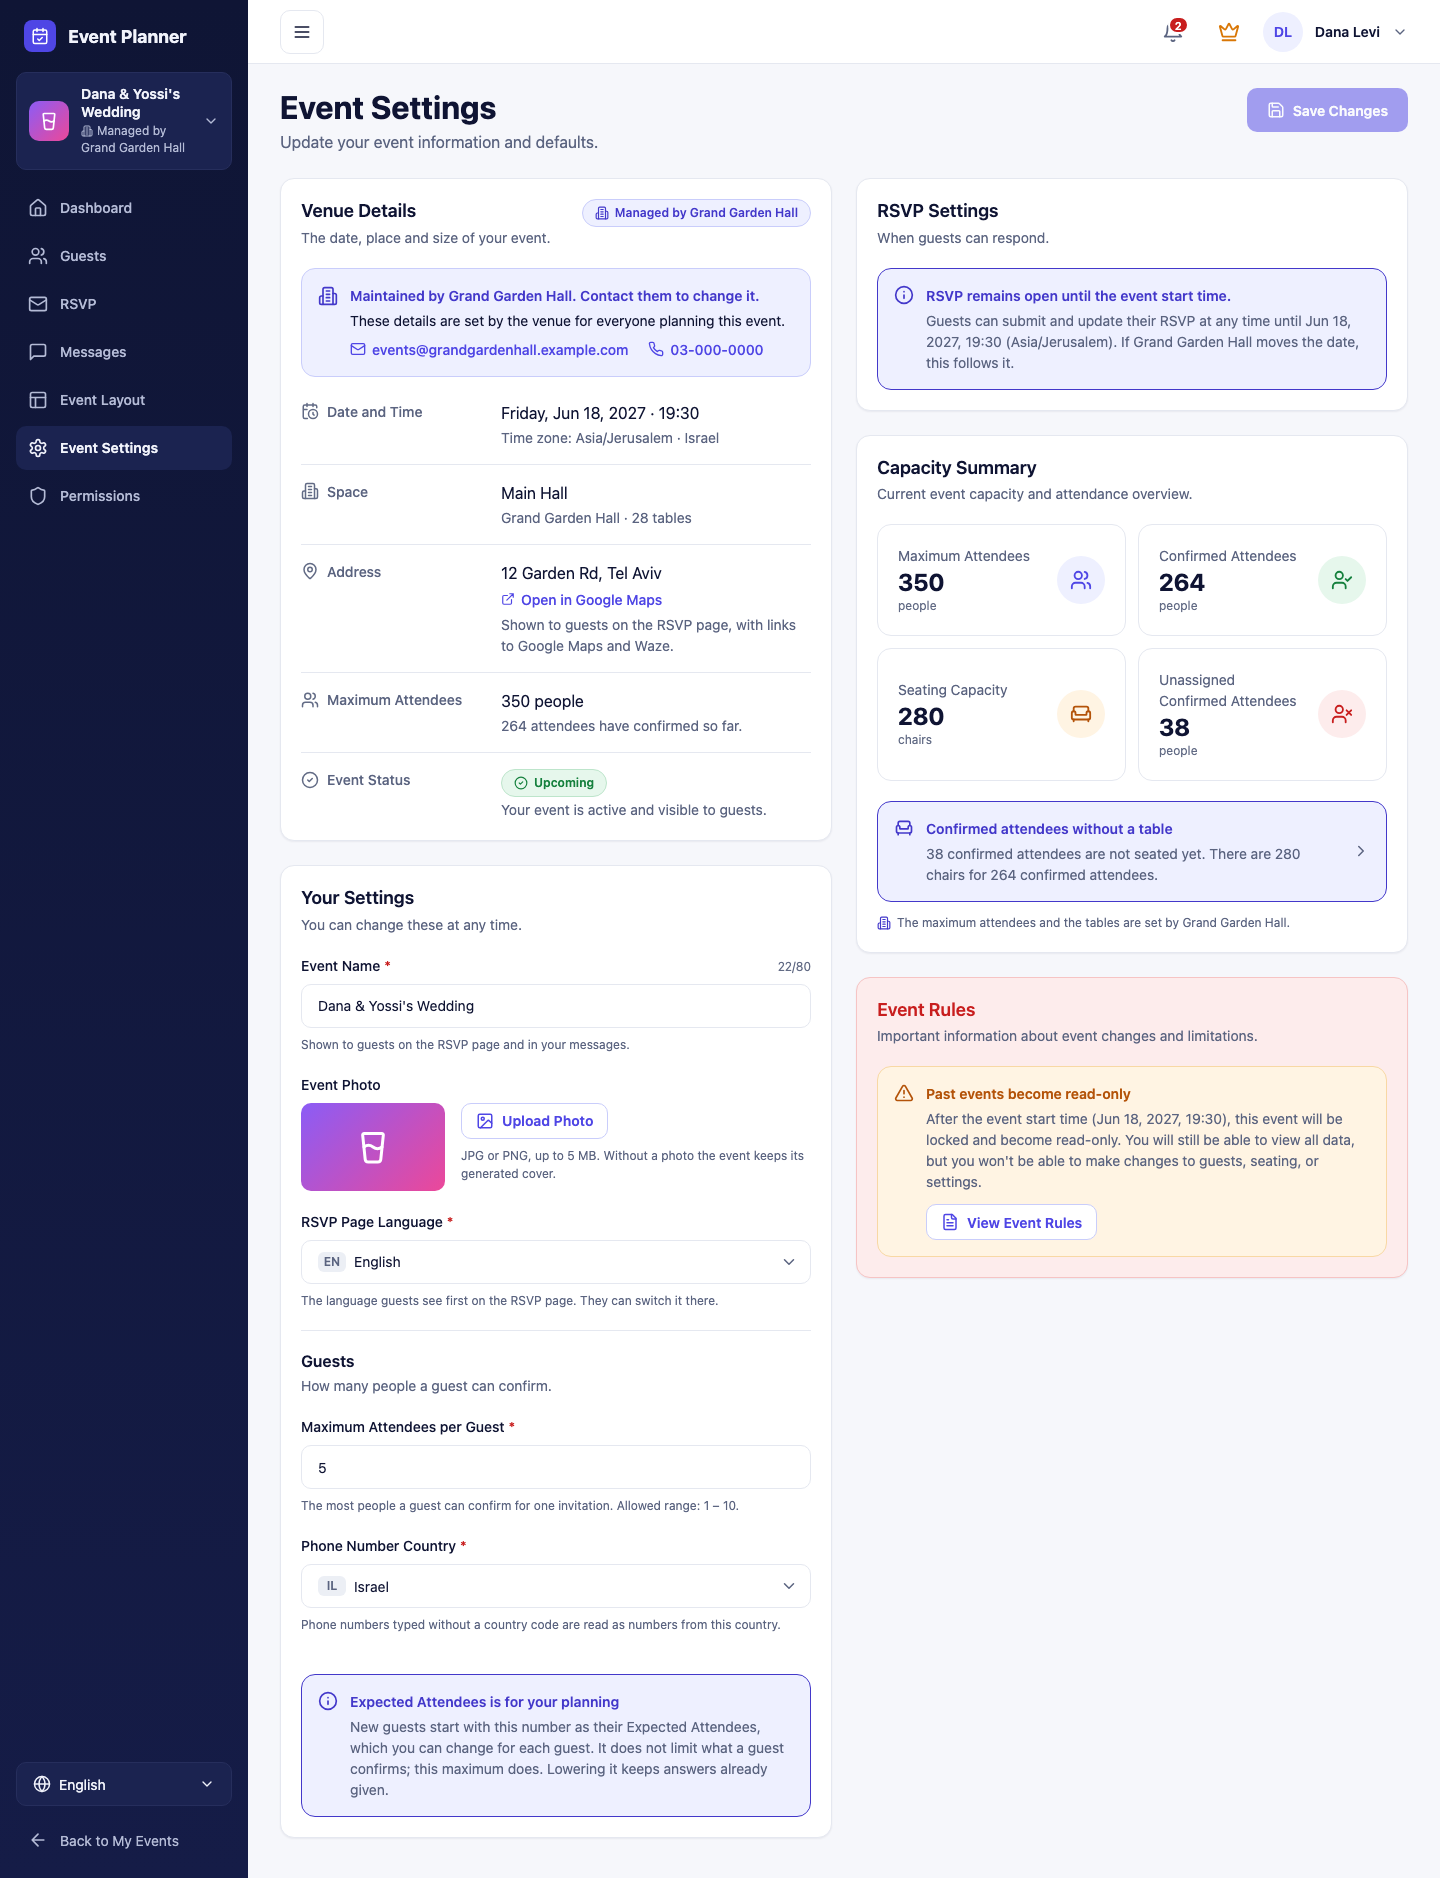 Event Planner
Dana & Yossi's
Wedding
Managed by
Grand Garden Hall
Dashboard
Guests
RSVP
Messages
Event Layout
Event Settings
Permissions
English
Back to My Events
2
DL
Dana Levi
Event Settings
Update your event information and defaults.
Save Changes
Venue Details
Managed by Grand Garden Hall
The date, place and size of your event.
Maintained by Grand Garden Hall. Contact them to change it.
These details are set by the venue for everyone planning this event.
events@grandgardenhall.example.com
03-000-0000
Date and Time
Friday, Jun 18, 2027 · 19:30
Time zone: Asia/Jerusalem · Israel
Space
Main Hall
Grand Garden Hall · 28 tables
Address
12 Garden Rd, Tel Aviv
Open in Google Maps
Shown to guests on the RSVP page, with links
to Google Maps and Waze.
Maximum Attendees
350 people
264 attendees have confirmed so far.
Event Status
Upcoming
Your event is active and visible to guests.
Your Settings
You can change these at any time.
Event Name *
22/80
Dana & Yossi's Wedding
Shown to guests on the RSVP page and in your messages.
Event Photo
Upload Photo
JPG or PNG, up to 5 MB. Without a photo the event keeps its
generated cover.
RSVP Page Language *
EN English
The language guests see first on the RSVP page. They can switch it there.
Guests
How many people a guest can confirm.
Maximum Attendees per Guest *
5
The most people a guest can confirm for one invitation. Allowed range: 1 – 10.
Phone Number Country *
IL Israel
Phone numbers typed without a country code are read as numbers from this country.
Expected Attendees is for your planning
New guests start with this number as their Expected Attendees,
which you can change for each guest. It does not limit what a guest
confirms; this maximum does. Lowering it keeps answers already
given.
RSVP Settings
When guests can respond.
RSVP remains open until the event start time.
Guests can submit and update their RSVP at any time until Jun 18,
2027, 19:30 (Asia/Jerusalem). If Grand Garden Hall moves the date,
this follows it.
Capacity Summary
Current event capacity and attendance overview.
Maximum Attendees
350
people
Confirmed Attendees
264
people
Seating Capacity
280
chairs
Unassigned
Confirmed Attendees
38
people
Confirmed attendees without a table
38 confirmed attendees are not seated yet. There are 280
chairs for 264 confirmed attendees.
The maximum attendees and the tables are set by Grand Garden Hall.
Event Rules
Important information about event changes and limitations.
Past events become read-only
After the event start time (Jun 18, 2027, 19:30), this event will be
locked and become read-only. You will still be able to view all data,
but you won't be able to make changes to guests, seating, or
settings.
View Event Rules